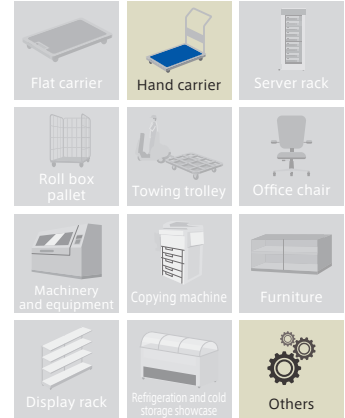 Flat carrier
Hand carrier
Server rack
Roll box
pallet
Towing trolley
Office chair
Machinery
and equipment
Copying machine
Furniture
Display rack
Refrigeration and cold
storage showcase
Others